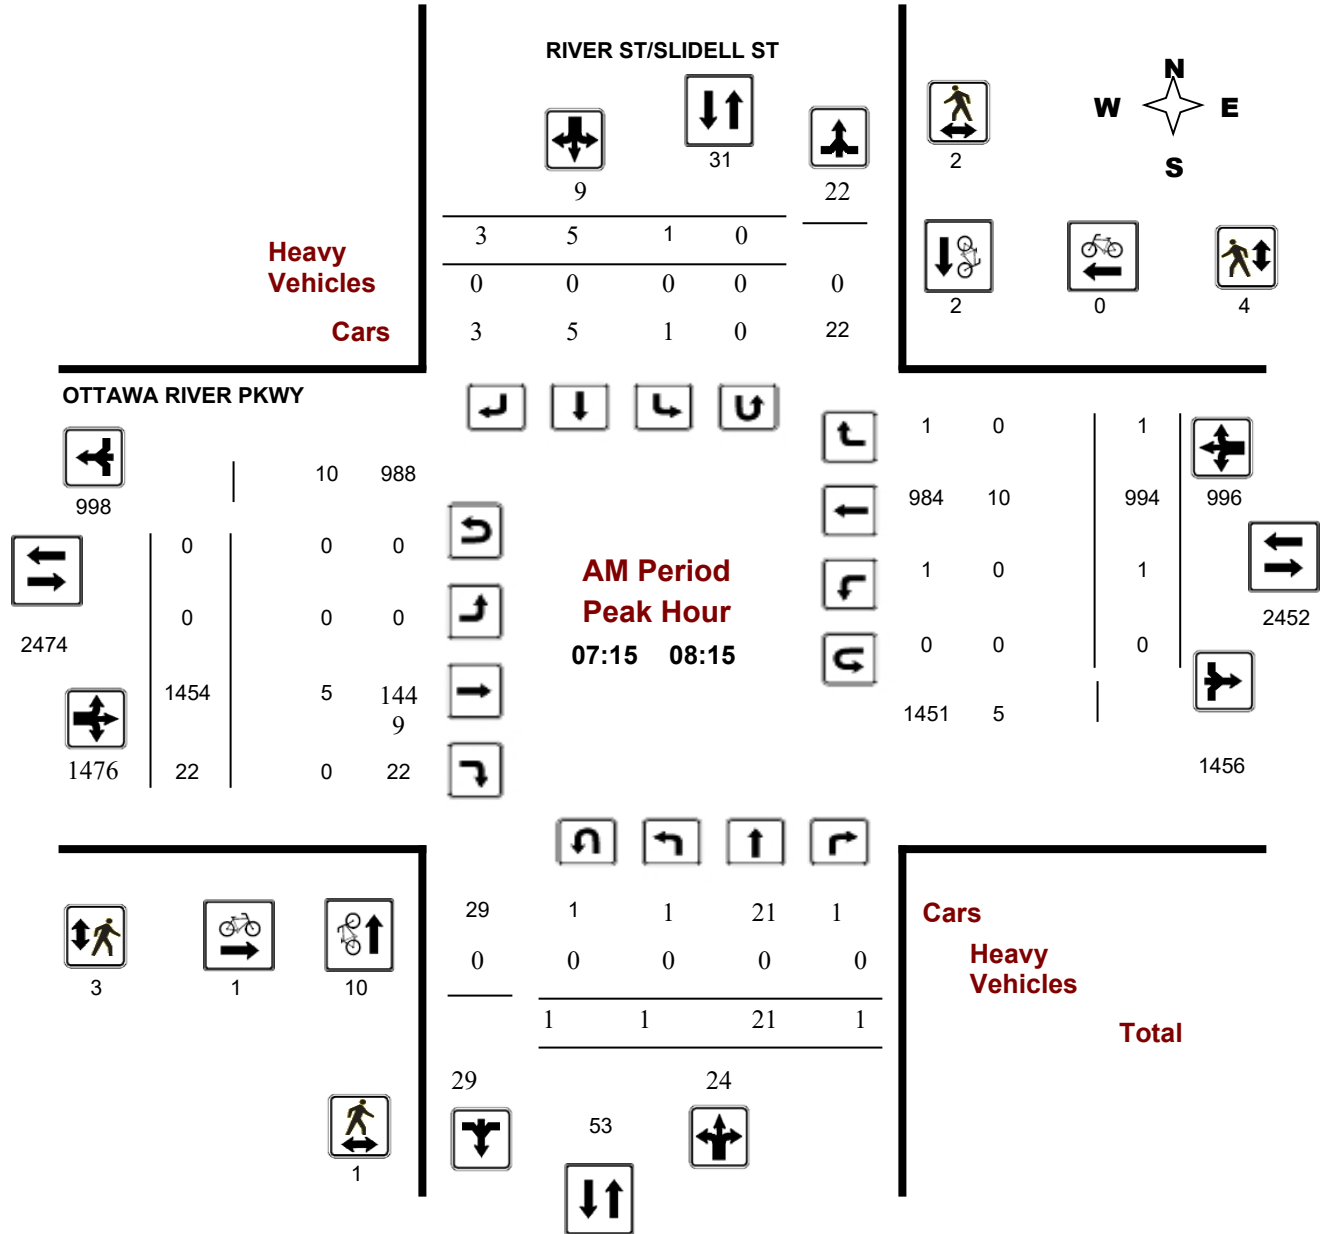 RIVER ST/SLIDELL ST
N
W E
S
31
2
9 22
3 5 1 0
Heavy
Vehicles
0 0 0 0 0
2 0 4
Cars
3 5 1 0 22
OTTAWA RIVER PKWY
1 0 1
10 988
998
984 10 994 996
0 0 0
AM Period
1 0 1
Peak Hour
0 0 0
2452
2474
07:15 08:15
0 0 0
1454 5 144
9
1451 5
1476 22 0 22
1456
29 1 1 21 1
Cars
Heavy
Vehicles
0 0 0 0 0
3 1 10
1 1 21 1
Total
29 24
53
1